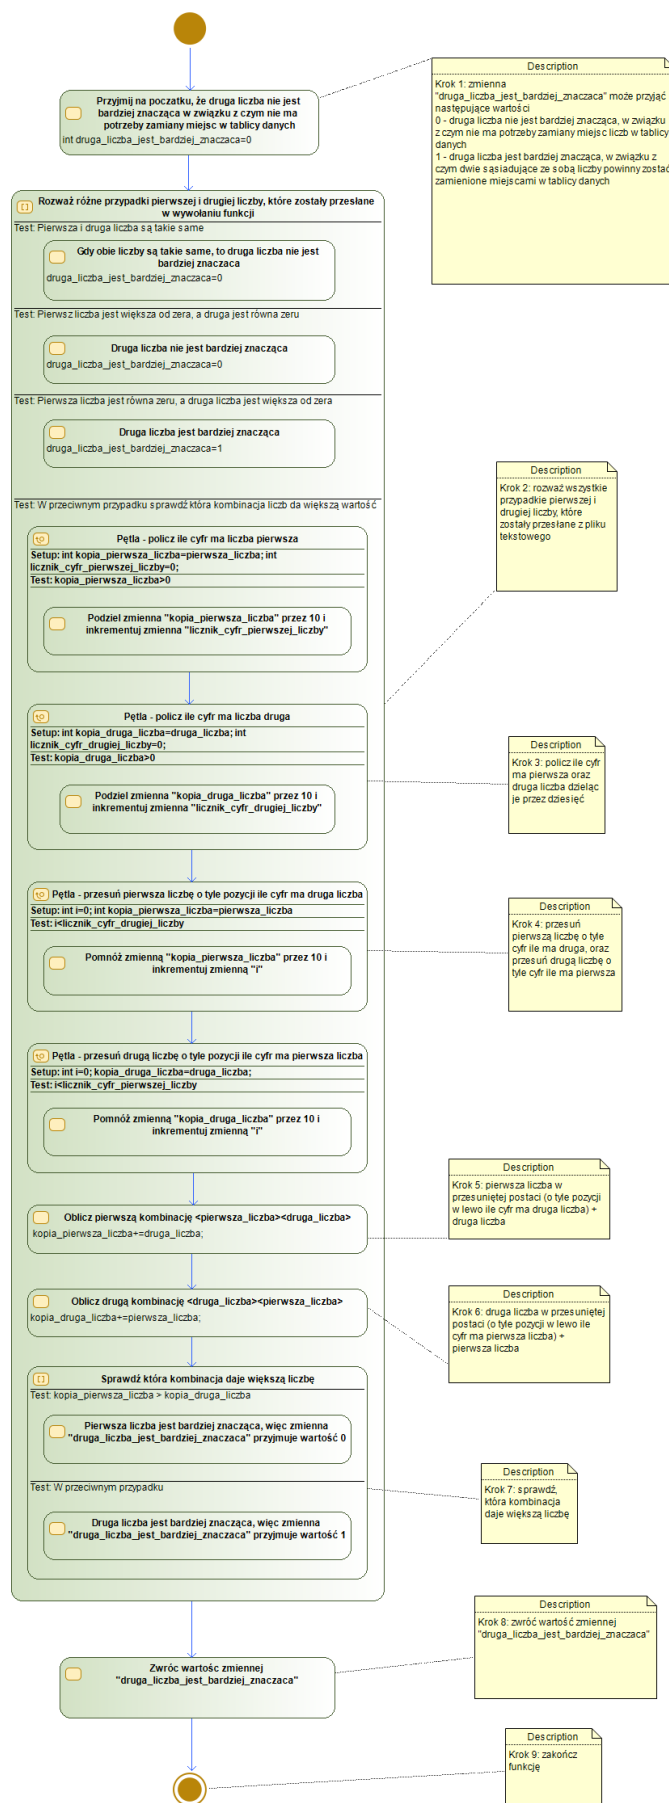 Przyjmij na poczatku, że druga liczba nie jest
bardziej znacząca w związku z czym nie ma
potrzeby zamiany miejsc w tablicy danych
int druga_liczba_jest_bardziej_znaczaca=0
Description
Krok 1: zmienna
"druga_liczba_jest_bardziej_znaczaca" może przyjąć
następujące wartości
0 - druga liczba nie jest bardziej znacząca, w związku
z czym nie ma potrzeby zamiany miejsc liczb w tablicy
danych
1 - druga liczba jest bardziej znacząca, w związku z
czym dwie sąsiadujące ze sobą liczby powinny zostać
zamienione miejscami w tablicy danych
Rozważ różne przypadki pierwszej i drugiej liczby, które zostały przesłane
w wywołaniu funkcji
Test: Pierwsza i druga liczba są takie same
Gdy obie liczby są takie same, to druga liczba nie jest
bardziej znaczaca
druga_liczba_jest_bardziej_znaczaca=0
Test: Pierwsz liczba jest większa od zera, a druga jest równa zeru
Druga liczba nie jest bardziej znacząca
druga_liczba_jest_bardziej_znaczaca=0
Test: Pierwsza liczba jest równa zeru, a druga liczba jest większa od zera
Druga liczba jest bardziej znacząca
druga_liczba_jest_bardziej_znaczaca=1
Test: W przeciwnym przypadku sprawdź która kombinacja liczb da większą wartość
Description
Krok 2: rozważ wszystkie
przypadkie pierwszej i
drugiej liczby, które
zostały przesłane z pliku
tekstowego
Pętla - policz ile cyfr ma liczba pierwsza
Setup: int kopia_pierwsza_liczba=pierwsza_liczba; int
licznik_cyfr_pierwszej_liczby=0;
Test: kopia_pierwsza_liczba>0
Podziel zmienna "kopia_pierwsza_liczba" przez 10 i
inkrementuj zmienna "licznik_cyfr_pierwszej_liczby"
Pętla - policz ile cyfr ma liczba druga
Setup: int kopia_druga_liczba=druga_liczba; int
licznik_cyfr_drugiej_liczby=0;
Test: kopia_druga_liczba>0
Podziel zmienna "kopia_druga_liczba" przez 10 i
inkrementuj zmienna "licznik_cyfr_drugiej_liczby"
Description
Krok 3: policz ile cyfr
ma pierwsza oraz
druga liczba dzieląc
je przez dziesięć
Pętla - przesuń pierwsza liczbę o tyle pozycji ile cyfr ma druga liczba
Setup: int i=0; int kopia_pierwsza_liczba=pierwsza_liczba
Test: i<licznik_cyfr_drugiej_liczby
Pomnóż zmienną "kopia_pierwsza_liczba" przez 10 i
inkrementuj zmienną "i"
Description
Krok 4: przesuń
pierwszą liczbę o tyle
cyfr ile ma druga, oraz
przesuń drugą liczbę o
tyle cyfr ile ma pierwsza
Pętla - przesuń drugą liczbę o tyle pozycji ile cyfr ma pierwsza liczba
Setup: int i=0; kopia_druga_liczba=druga_liczba;
Test: i<licznik_cyfr_pierwszej_liczby
Pomnóż zmienną "kopia_druga_liczba" przez 10 i
inkrementuj zmienną "i"
Oblicz pierwszą kombinację <pierwsza_liczba><druga_liczba>
kopia_pierwsza_liczba+=druga_liczba;
Description
Krok 5: pierwsza liczba w
przesuniętej postaci (o tyle pozycji
w lewo ile cyfr ma druga liczba) +
druga liczba
Oblicz drugą kombinację <druga_liczba><pierwsza_liczba>
kopia_druga_liczba+=pierwsza_liczba;
Description
Krok 6: druga liczba w przesuniętej
postaci (o tyle pozycji w lewo ile
cyfr ma pierwsza liczba) +
pierwsza liczba
Sprawdź która kombinacja daje większą liczbę
Test: kopia_pierwsza_liczba > kopia_druga_liczba
Pierwsza liczba jest bardziej znacząca, więc zmienna
"druga_liczba_jest_bardziej_znaczaca" przyjmuje wartość 0
Test: W przeciwnym przypadku
Druga liczba jest bardziej znacząca, więc zmienna
"druga_liczba_jest_bardziej_znaczaca" przyjmuje wartość 1
Description
Krok 7: sprawdź,
która kombinacja
daje większą liczbę
Zwróc wartośc zmiennej
"druga_liczba_jest_bardziej_znaczaca"
Description
Krok 8: zwróć wartość zmiennej
"druga_liczba_jest_bardziej_znaczaca"
Description
Krok 9: zakończ
funkcję